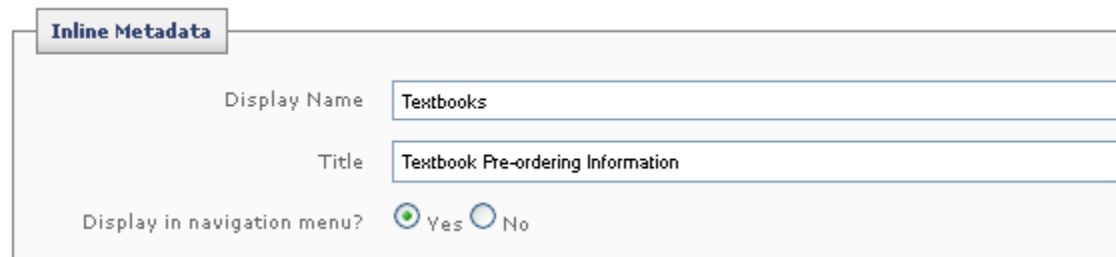 Inline Metadata
Display Name Textbooks
Title Textbook Pre-ordering Information
Display in navigation menu? Yes No